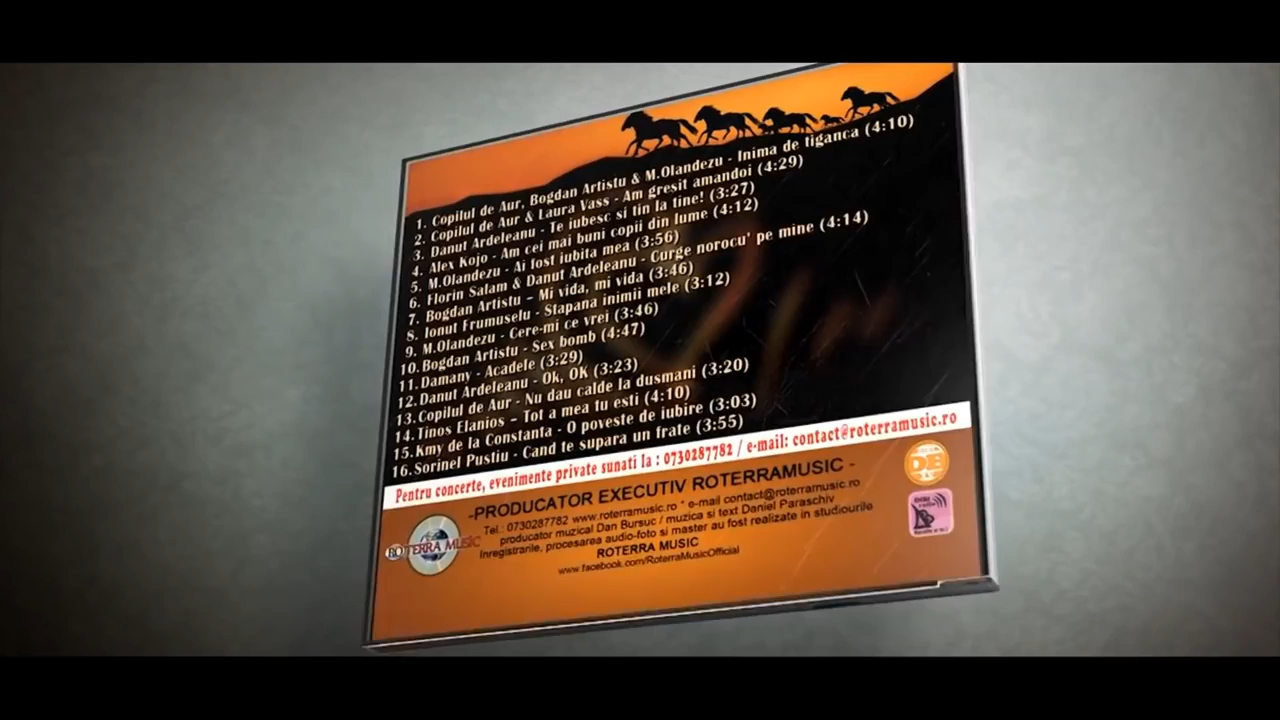 1. Copilul de Aur, Bogdan Artistu & M.Olandezu - Inima de tiganca (4:10)
2. Copilul de Aur & Laura Vass - Am gresit amandoi (4:29)
3. Danut Ardeleanu - Te iubesc si tin la tine! (3:27)
4. Alex Kojo - Am cei mai buni copii din lume (4:12)
5. M.Olandezu - Ai fost iubita mea (3:56)
6. Florin Salam & Danut Ardeleanu - Curge norocu' pe mine (4:14)
7. Bogdan Artistu – Mi vida, mi vida (3:46)
8. Ionut Frumuselu - Stapana inimii mele (3:12)
9. M.Olandezu - Cere-mi ce vrei (3:46)
10. Bogdan Artistu - Sex bomb (4:47)
11. Damany - Acadele (3:29)
12. Danut Ardeleanu - Ok, OK (3:23)
13. Copilul de Aur - Nu dau calde la dusmani (3:20)
14. Tinos Elanios – Tot a mea tu esti (4:10)
15. Kmy de la Constanta - O poveste de iubire (3:03)
16. Sorinel Pustiu - Cand te supara un frate (3:55)
Pentru concerte, evenimente private sunati la : 0730287782 / e-mail: contact@roterramusic.ro
-PRODUCATOR EXECUTIV ROTERRAMUSIC -
Tel.: 0730287782 www.roterramusic.ro * e-mail contact@roterramusic.ro
producator muzical Dan Bursuc / muzica si text Daniel Paraschiv
Inregistrarile, procesarea audio-foto si master au fost realizate in studiourile
ROTERRA MUSIC
www.facebook.com/RoterraMusicOfficial
ROTERRA MUSIC